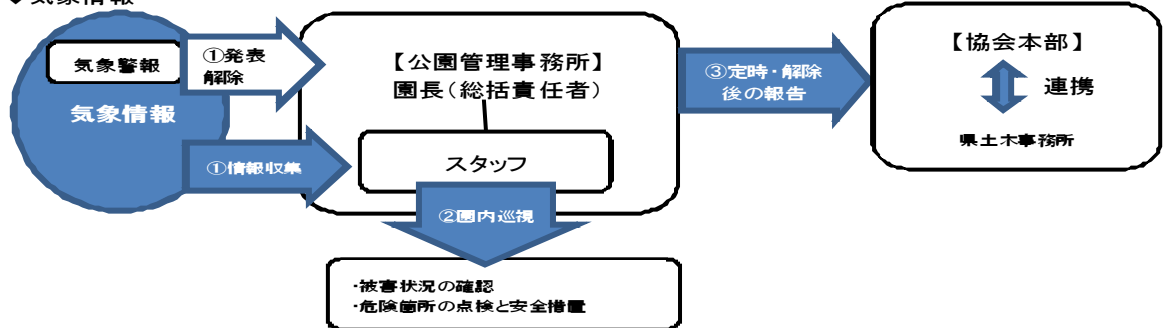 ◆気象情報
気象警報
気象情報
①発表
解除
①情報収集
【公園管理事務所】
園長(総括責任者)
スタッフ
②園内巡視
・被害状況の確認
・危険箇所の点検と安全措置
③定時・解除
後の報告
【協会本部】
連携
県土木事務所